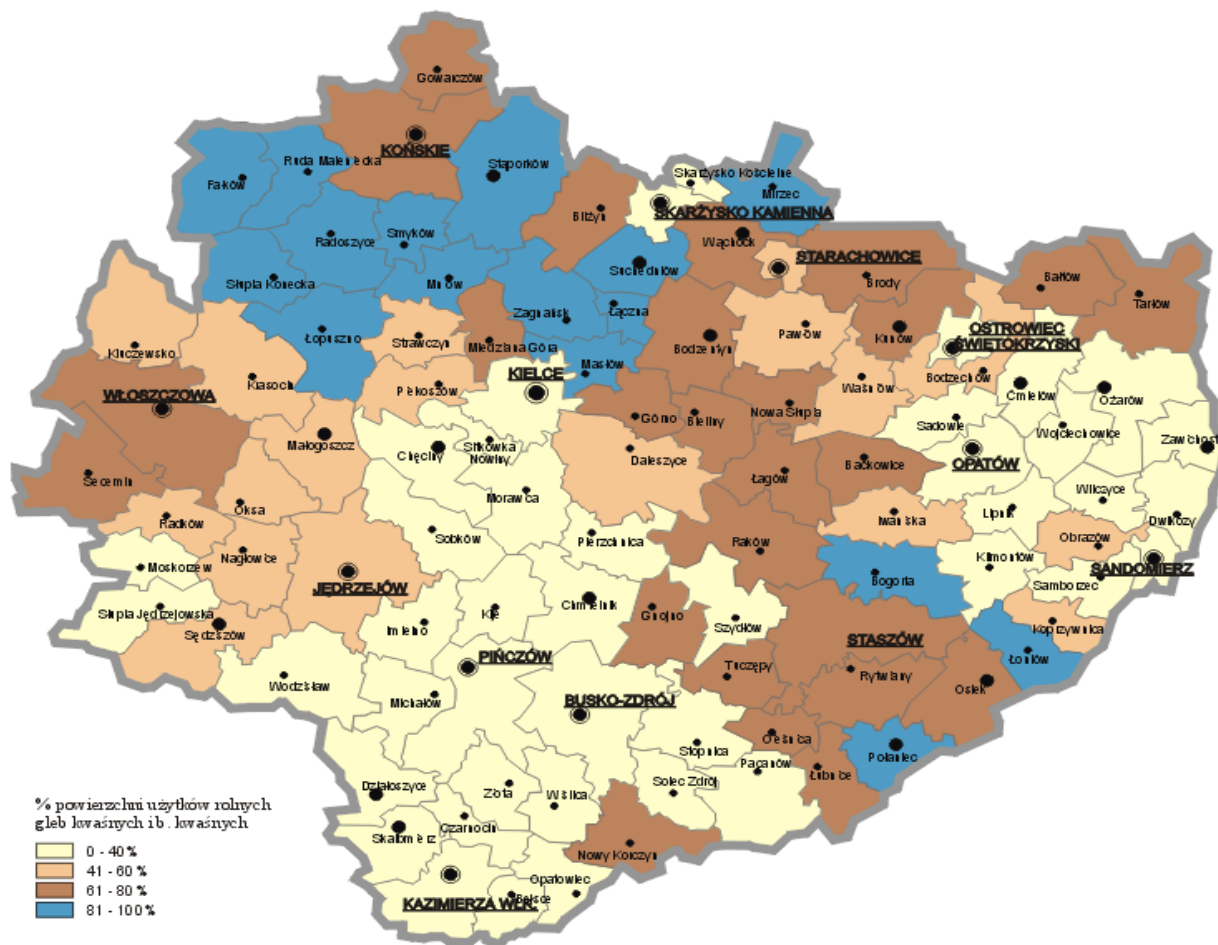 Gowarczów
KOŃSKIE
Stąporków
Ruda Maleniecka
Fałków
Radoszyce
Smyków
Słupia Konecka
Mniów
Bliżyn
Skarżysko Kościelne
Mirzec
SKARŻYSKO KAMIENNA
Wąchock
STARACHOWICE
Suchedniów
Brody
Bałtów
Tarłów
Zagnańsk
Łączna
Łopuszno
Strawczyn
Miedziana Góra
Bodzentyn
Pawłów
Kunów
OSTROWIEC
ŚWIĘTOKRZYSKI
Kluczewsko
Krasocin
Piekoszów
KIELCE
Masłów
Waśniów
Bodzechów
Ćmielów
Ożarów
WŁOSZCZOWA
Małogoszcz
Chęciny
Sitkówka
Nowiny
Górno
Bieliny
Nowa Słupia
Sadowie
Wojciechowice
Zawichost
OPATÓW
Daleszyce
Łagów
Baćkowice
Secemin
Oksa
Morawica
Wilczyce
Radków
Iwaniska
Lipnik
Dwikozy
Sobków
Pierzchnica
Raków
Obrazów
Nagłowice
Moskorzew
JĘDRZEJÓW
Bogoria
Klimontów
SANDOMIERZ
Samborzec
Słupia Jędrzejowska
Sędziszów
Imielno
Kije
Chmielnik
Gnojno
Szydłów
STASZÓW
Koprzywnica
Łoniów
PIŃCZÓW
Tuczępy
Rytwiany
Osiek
Wodzisław
Michałów
BUSKO-ZDRÓJ
Oleśnica
Stopnica
Połaniec
Pacanów
Łubnice
Solec Zdrój
Działoszyce
Złota
Wiślica
Czarnocin
Skalbmierz
Nowy Korczyn
Opatowiec
Bejsce
KAZIMIERZA WLK.
% powierzchni użytków rolnych
gleb kwaśnych i b. kwaśnych
0 - 40 %
41 - 60 %
61 - 80 %
81 - 100 %